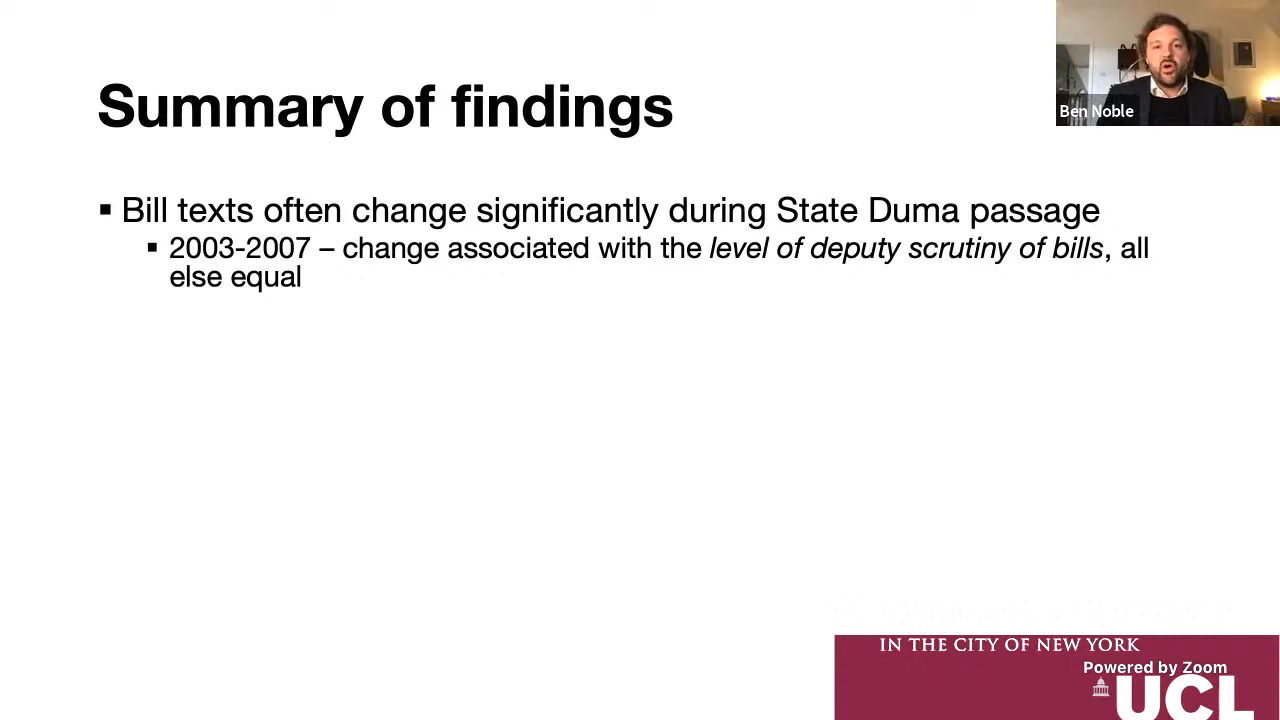 Summary of findings
Ben Noble
▪ Bill texts often change significantly during State Duma passage
▪ 2003-2007 – change associated with the level of deputy scrutiny of bills, all
else equal
IN THE CITY OF NEW YORK
Powered by Zoom
UCL